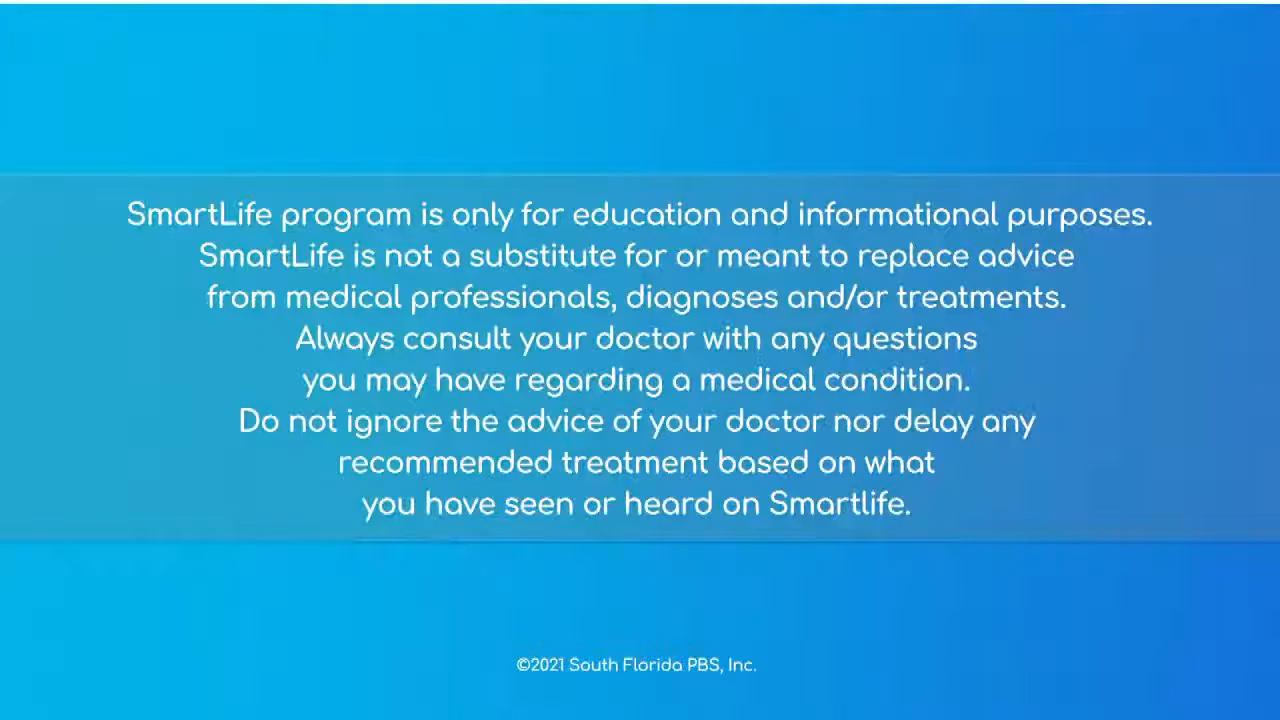 SmartLife program is only for education and informational purposes.
SmartLife is not a substitute for or meant to replace advice
from medical professionals, diagnoses and/or treatments.
Always consult your doctor with any questions
you may have regarding a medical condition.
Do not ignore the advice of your doctor nor delay any
recommended treatment based on what
you have seen or heard on Smartlife.
©2021 South Florida PBS, Inc.